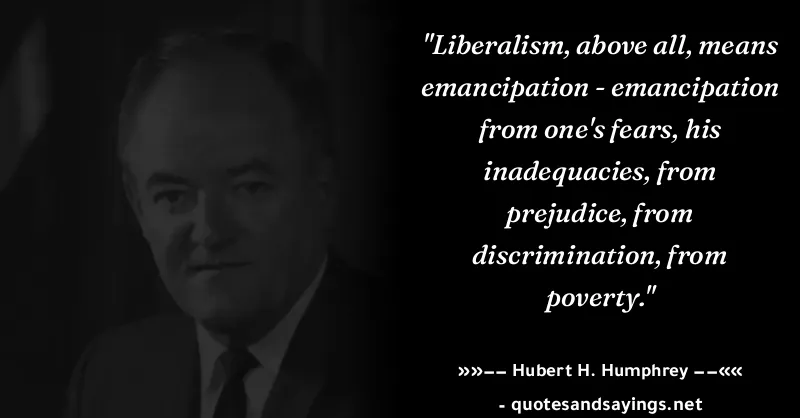 "Liberalism, above all, means
emancipation - emancipation
from one's fears, his
inadequacies, from
prejudice, from
discrimination, from
poverty."
»»–– Hubert H. Humphrey ––««
- quotesandsayings.net